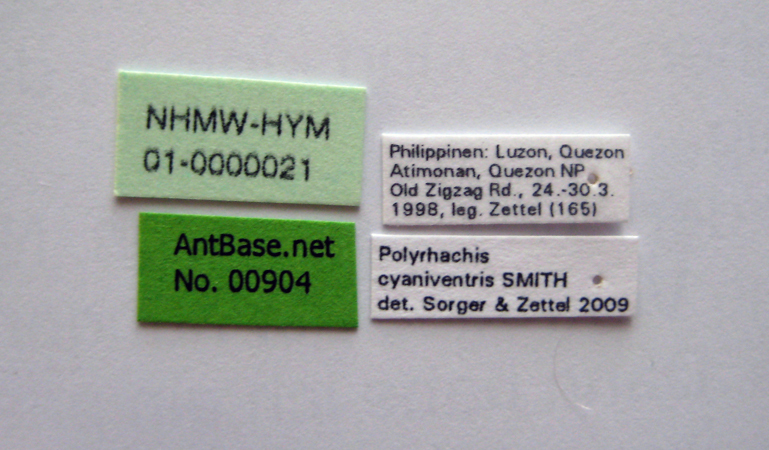 NHMW-HYM
01-0000021
AntBase.net
No. 00904
Philippinen: Luzon, Quezon
Atimonan, Quezon NP
Old Zigzag Rd., 24.-30.3.
1998, leg. Zettel (165)
Polyrhachis
cyaniventris SMITH
det. Sorger & Zettel 2009